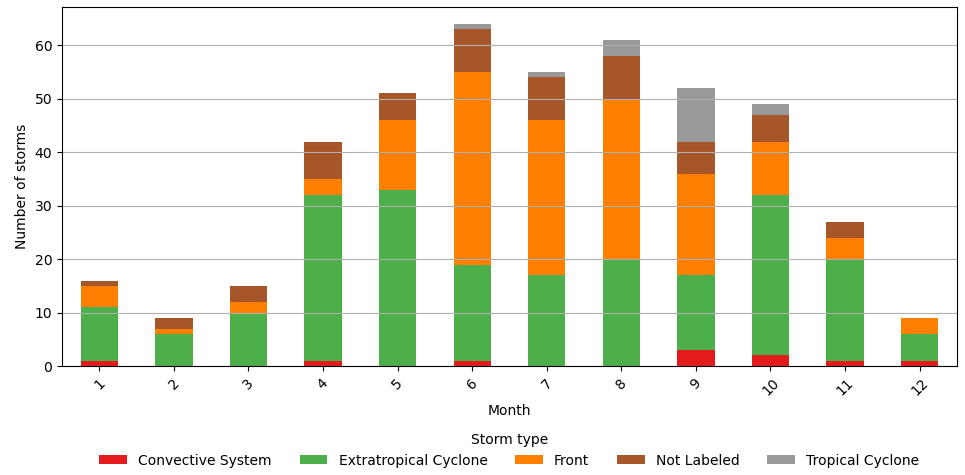 Number of storms
60
50
40
30
20
10
0
1 2 3 4 5 6 7 8 9 10 11 12
Month
Storm type
Convective System Extratropical Cyclone Front Not Labeled Tropical Cyclone